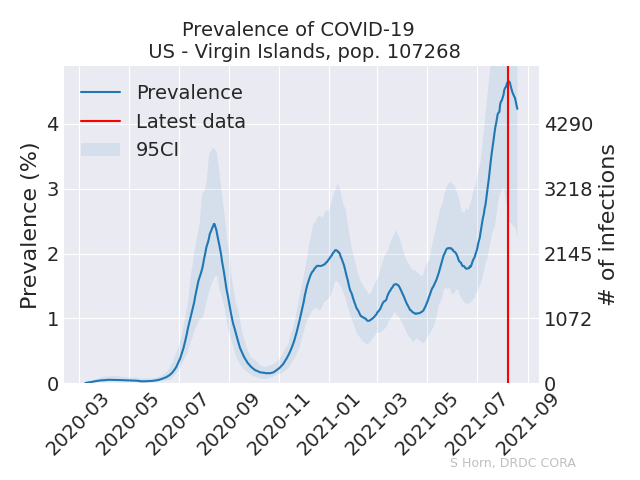 Prevalence of COVID-19
US - Virgin Islands, pop. 107268
Prevalence
Latest data
95CI
Prevalence (%)
4
3
2
1
0
4290
3218
2145
1072
0
# of infections
2020-03
2020-05
2020-07
2020-09
2020-11
2021-01
2021-03
2021-05
2021-07
2021-09
S Horn, DRDC CORA